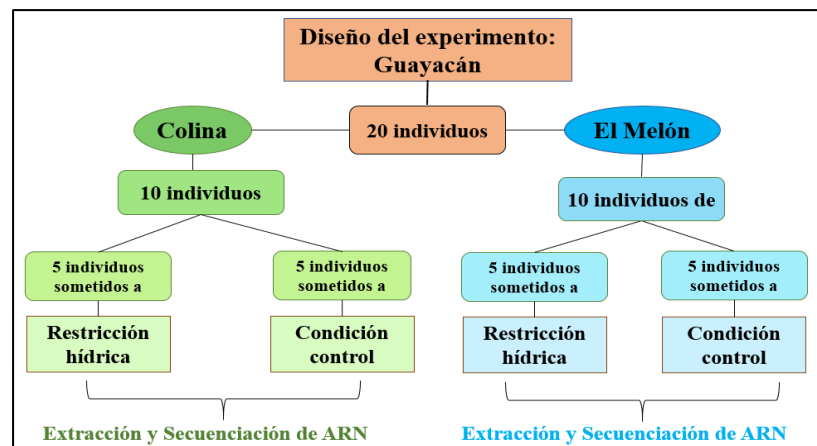 Diseño del experimento:
Guayacán
Colina
20 individuos
El Melón
10 individuos
10 individuos de
5 individuos
sometidos a
5 individuos
sometidos a
5 individuos
sometidos a
5 individuos
sometidos a
Restricción
hídrica
Condición
control
Restricción
hídrica
Condición
control
Extracción y Secuenciación de ARN
Extracción y Secuenciación de ARN